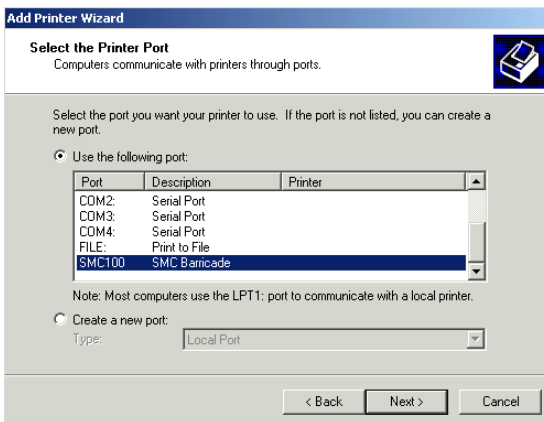 Add Printer Wizard
Select the Printer Port
Computers communicate with printers through ports.
Select the port you want your printer to use. If the port is not listed, you can create a
new port.
Use the following port:
Port Description Printer
COM2: Serial Port
COM3: Serial Port
COM4: Serial Port
FILE: Print to File
SMC100 SMC Barricade
Note: Most computers use the LPT1: port to communicate with a local printer.
Create a new port:
Type: Local Port
< Back Next > Cancel